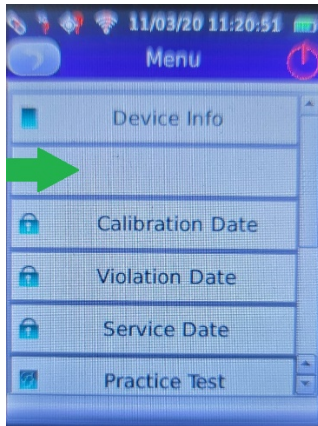 11/03/20 11:20:51
Menu
Device Info
Calibration Date
Violation Date
Service Date
Practice Test